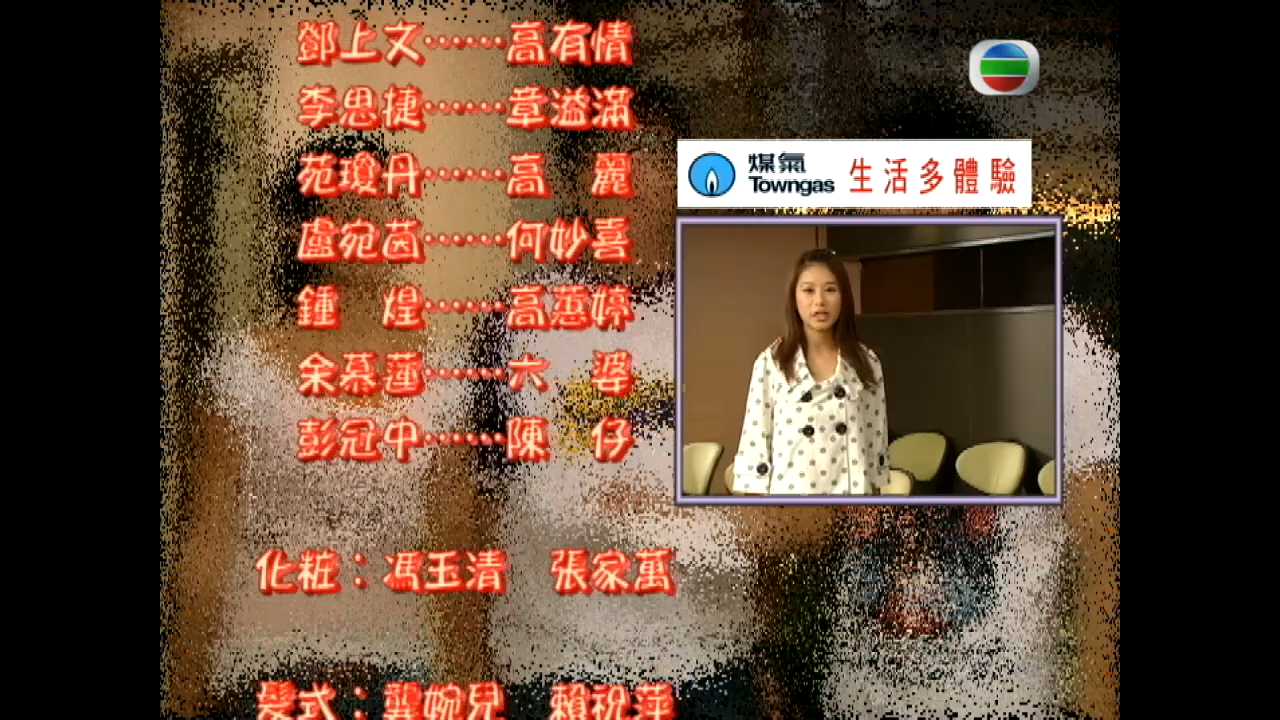 鄧上文⋯⋯高有情
李思捷⋯⋯章溢滿
苑瓊丹⋯⋯高　麗
盧宛茵⋯⋯何妙喜
鍾　煌⋯⋯高蕙婷
余慕蓮⋯⋯六　婆
彭冠中⋯⋯陳　仔
化粧：馮玉清　張家萬
髮式：龔婉兒　賴祝萍
煤氣
Towngas
生活多體驗